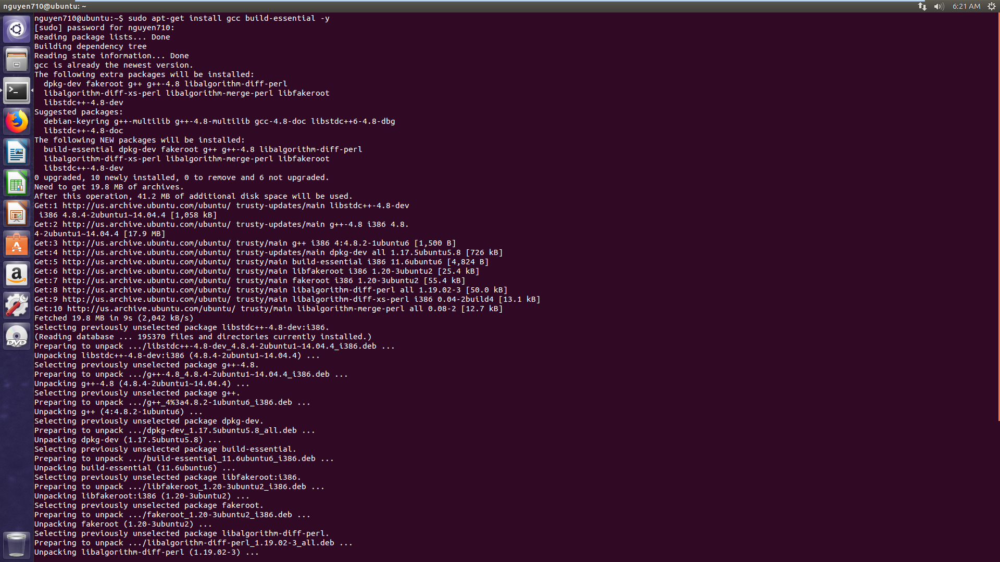 nguyen710@ubuntu: ~
6:21 AM
nguyen710@ubuntu:~$ sudo apt-get install gcc build-essential -y
[sudo] password for nguyen710:
Reading package lists... Done
Building dependency tree
Reading state information... Done
gcc is already the newest version.
The following extra packages will be installed:
  dpkg-dev fakeroot g++ g++-4.8 libalgorithm-diff-perl
  libalgorithm-diff-xs-perl libalgorithm-merge-perl libfakeroot
  libstdc++-4.8-dev
Suggested packages:
  debian-keyring g++-multilib g++-4.8-multilib gcc-4.8-doc libstdc++6-4.8-dbg
  libstdc++-4.8-doc
The following NEW packages will be installed:
  build-essential dpkg-dev fakeroot g++ g++-4.8 libalgorithm-diff-perl
  libalgorithm-diff-xs-perl libalgorithm-merge-perl libfakeroot
  libstdc++-4.8-dev
0 upgraded, 10 newly installed, 0 to remove and 6 not upgraded.
Need to get 19.8 MB of archives.
After this operation, 41.2 MB of additional disk space will be used.
Get:1 http://us.archive.ubuntu.com/ubuntu/ trusty-updates/main libstdc++-4.8-dev
 i386 4.8.4-2ubuntu1~14.04.4 [1,058 kB]
Get:2 http://us.archive.ubuntu.com/ubuntu/ trusty-updates/main g++-4.8 i386 4.8.
4-2ubuntu1~14.04.4 [17.9 MB]
Get:3 http://us.archive.ubuntu.com/ubuntu/ trusty/main g++ i386 4:4.8.2-1ubuntu6 [1,500 B]
Get:4 http://us.archive.ubuntu.com/ubuntu/ trusty-updates/main dpkg-dev all 1.17.5ubuntu5.8 [726 kB]
Get:5 http://us.archive.ubuntu.com/ubuntu/ trusty/main build-essential i386 11.6ubuntu6 [4,824 B]
Get:6 http://us.archive.ubuntu.com/ubuntu/ trusty/main libfakeroot i386 1.20-3ubuntu2 [25.4 kB]
Get:7 http://us.archive.ubuntu.com/ubuntu/ trusty/main fakeroot i386 1.20-3ubuntu2 [55.4 kB]
Get:8 http://us.archive.ubuntu.com/ubuntu/ trusty/main libalgorithm-diff-perl all 1.19.02-3 [50.0 kB]
Get:9 http://us.archive.ubuntu.com/ubuntu/ trusty/main libalgorithm-diff-xs-perl i386 0.04-2build4 [13.1 kB]
Get:10 http://us.archive.ubuntu.com/ubuntu/ trusty/main libalgorithm-merge-perl all 0.08-2 [12.7 kB]
Fetched 19.8 MB in 9s (2,042 kB/s)
Selecting previously unselected package libstdc++-4.8-dev:i386.
(Reading database ... 195370 files and directories currently installed.)
Preparing to unpack .../libstdc++-4.8-dev_4.8.4-2ubuntu1~14.04.4_i386.deb ...
Unpacking libstdc++-4.8-dev:i386 (4.8.4-2ubuntu1~14.04.4) ...
Selecting previously unselected package g++-4.8.
Preparing to unpack .../g++-4.8_4.8.4-2ubuntu1~14.04.4_i386.deb ...
Unpacking g++-4.8 (4.8.4-2ubuntu1~14.04.4) ...
Selecting previously unselected package g++.
Preparing to unpack .../g++_4%3a4.8.2-1ubuntu6_i386.deb ...
Unpacking g++ (4:4.8.2-1ubuntu6) ...
Selecting previously unselected package dpkg-dev.
Preparing to unpack .../dpkg-dev_1.17.5ubuntu5.8_all.deb ...
Unpacking dpkg-dev (1.17.5ubuntu5.8) ...
Selecting previously unselected package build-essential.
Preparing to unpack .../build-essential_11.6ubuntu6_i386.deb ...
Unpacking build-essential (11.6ubuntu6) ...
Selecting previously unselected package libfakeroot:i386.
Preparing to unpack .../libfakeroot_1.20-3ubuntu2_i386.deb ...
Unpacking libfakeroot:i386 (1.20-3ubuntu2) ...
Selecting previously unselected package fakeroot.
Preparing to unpack .../fakeroot_1.20-3ubuntu2_i386.deb ...
Unpacking fakeroot (1.20-3ubuntu2) ...
Selecting previously unselected package libalgorithm-diff-perl.
Preparing to unpack .../libalgorithm-diff-perl_1.19.02-3_all.deb ...
Unpacking libalgorithm-diff-perl (1.19.02-3) ...
A
a
DVD